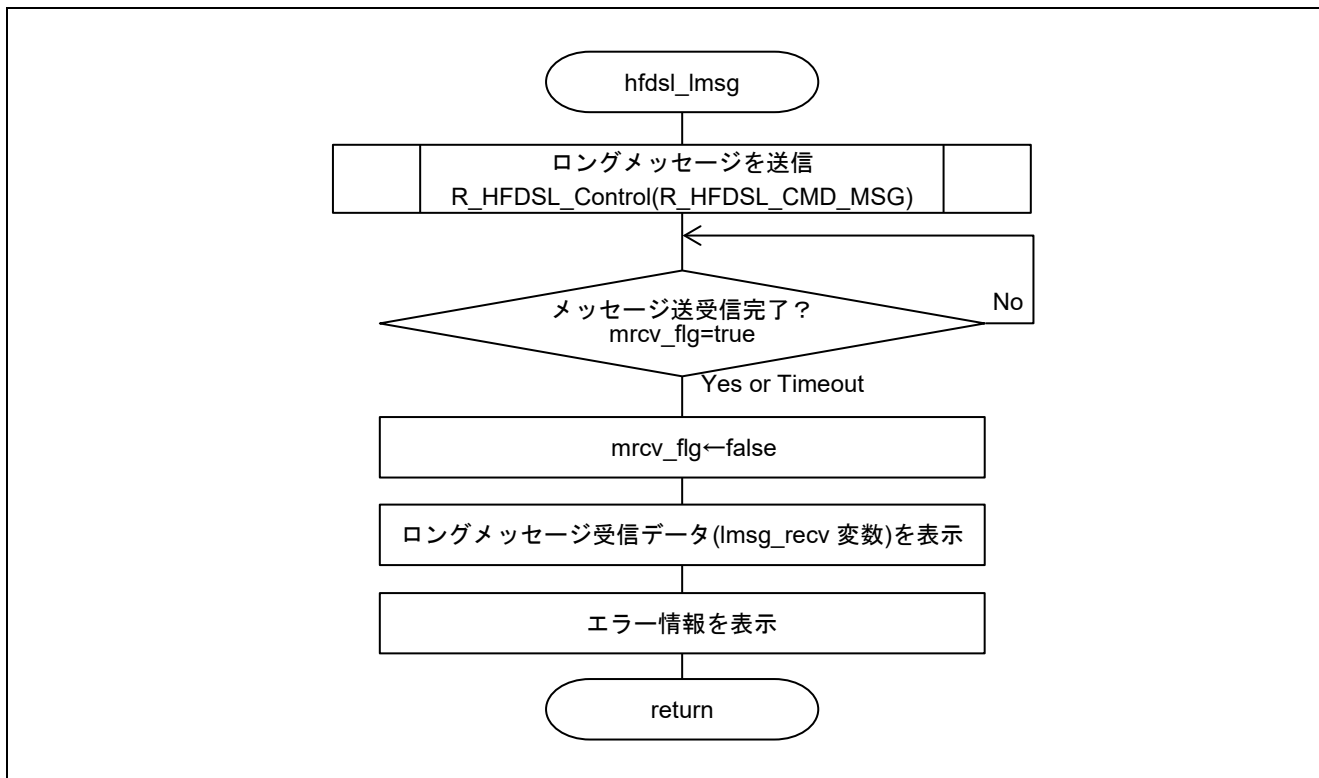 hfdsl_lmsg
ロングメッセージを送信
R_HFDSL_Control(R_HFDSL_CMD_MSG)
メッセージ送受信完了？
mrcv_flg=true
No
Yes or Timeout
mrcv_flg←false
ロングメッセージ受信データ(lmsg_recv 変数)を表示
エラー情報を表示
return